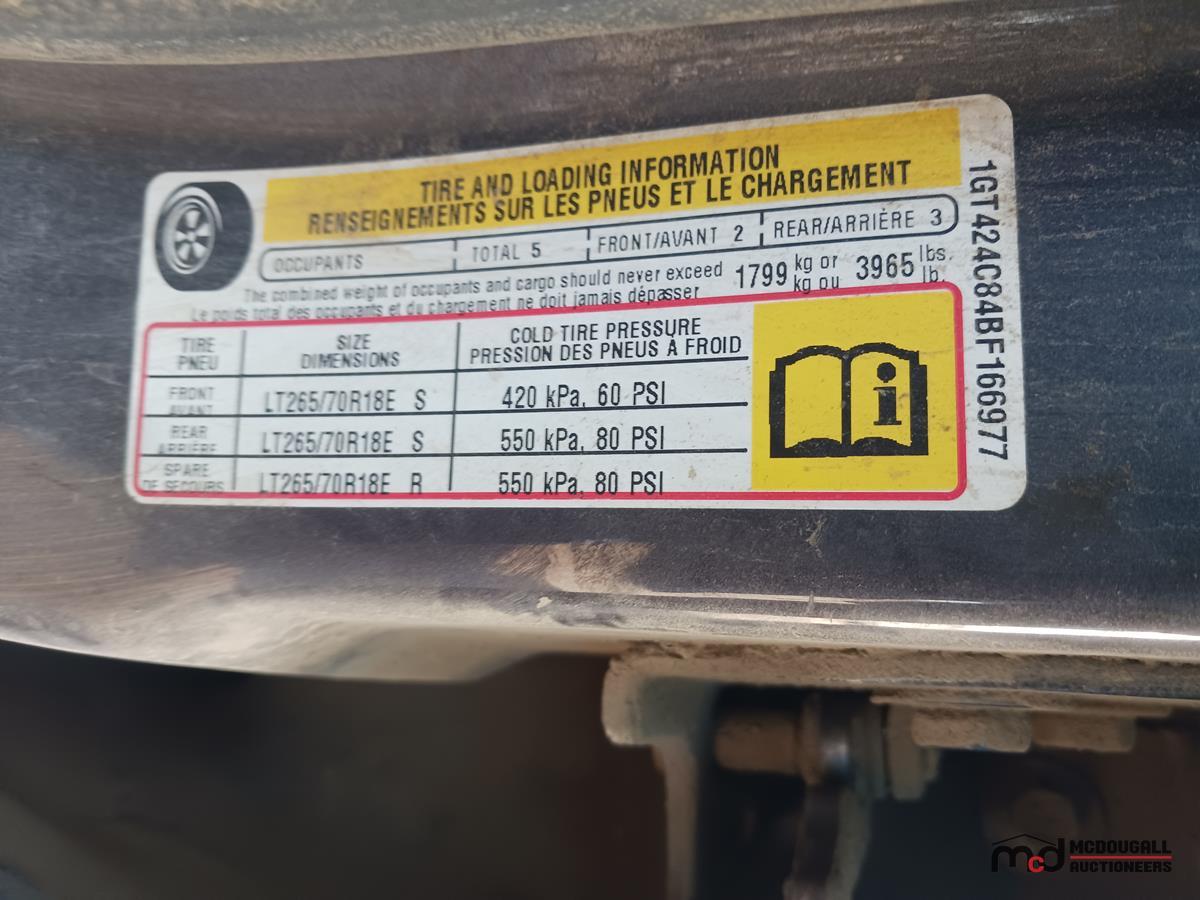 TIRE AND LOADING INFORMATION
RENSEIGNEMENTS SUR LES PNEUS ET LE CHARGEMENT
OCCUPANTS TOTAL 5 FRONT/AVANT 2 REAR/ARRIÈRE 3
The combined weight of occupants and cargo should never exceed 1799 kg or 3965 lbs.
Le poids total des occupants et du chargement ne doit jamais dépasser kg ou lb.
TIRE SIZE COLD TIRE PRESSURE
PNEU DIMENSIONS PRESSION DES PNEUS À FROID
FRONT LT265/70R18E S 420 kPa, 60 PSI
AVANT
REAR LT265/70R18E S 550 kPa, 80 PSI
ARRIÈRE
SPARE LT265/70R18E R 550 kPa, 80 PSI
DE SECOURS
i
1GT424C84BF166977
mcd MCDOUGALL
AUCTIONEERS